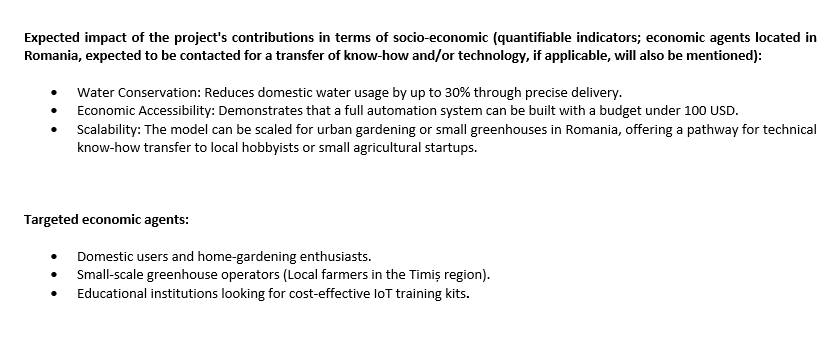 Expected impact of the project's contributions in terms of socio-economic (quantifiable indicators; economic agents located in
Romania, expected to be contacted for a transfer of know-how and/or technology, if applicable, will also be mentioned):
• Water Conservation: Reduces domestic water usage by up to 30% through precise delivery.
• Economic Accessibility: Demonstrates that a full automation system can be built with a budget under 100 USD.
• Scalability: The model can be scaled for urban gardening or small greenhouses in Romania, offering a pathway for technical
know-how transfer to local hobbyists or small agricultural startups.
Targeted economic agents:
• Domestic users and home-gardening enthusiasts.
• Small-scale greenhouse operators (Local farmers in the Timiș region).
• Educational institutions looking for cost-effective IoT training kits.